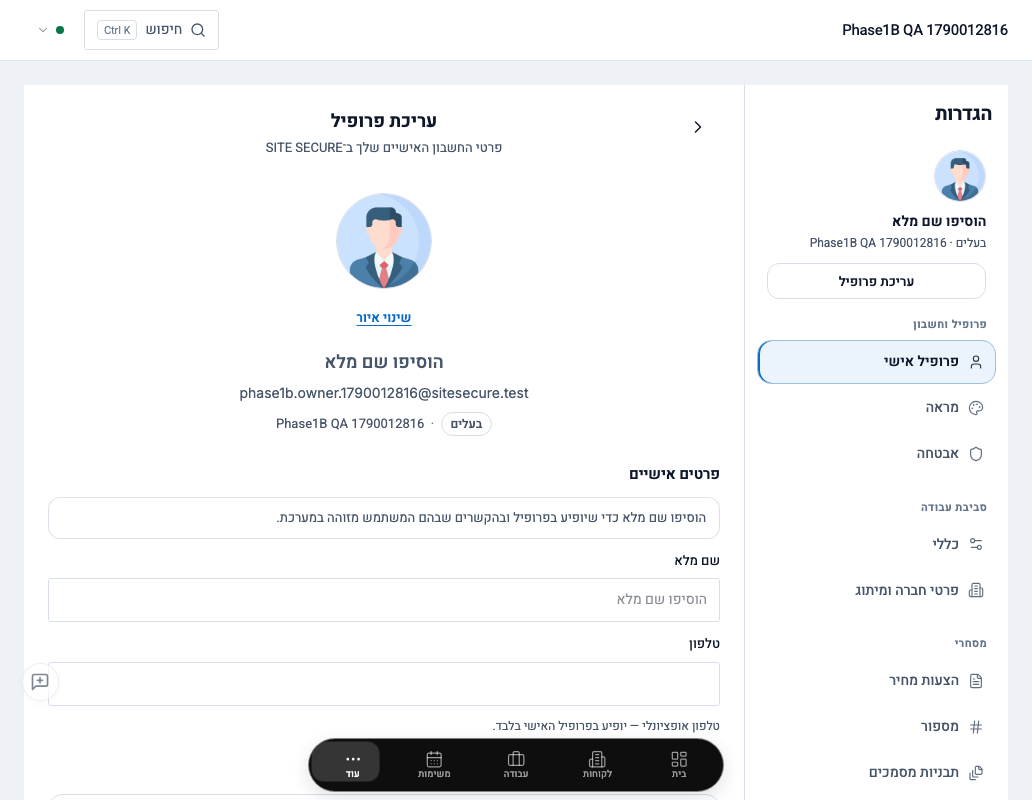 Phase1B QA 1790012816
חיפוש
Ctrl K
הגדרות
הוסיפו שם מלא
בעלים · Phase1B QA 1790012816
עריכת פרופיל
פרופיל וחשבון
פרופיל אישי
מראה
אבטחה
סביבת עבודה
כללי
פרטי חברה ומיתוג
מסחרי
הצעות מחיר
מספור
תבניות מסמכים
עריכת פרופיל
פרטי החשבון האישיים שלך ב־SITE SECURE
שינוי איור
הוסיפו שם מלא
phase1b.owner.1790012816@sitesecure.test
בעלים · Phase1B QA 1790012816
פרטים אישיים
הוסיפו שם מלא כדי שיופיע בפרופיל ובהקשרים שבהם המשתמש מזוהה במערכת.
שם מלא
הוסיפו שם מלא
טלפון
טלפון אופציונלי — יופיע בפרופיל האישי בלבד.
בית
לקוחות
עבודה
משימות
עוד